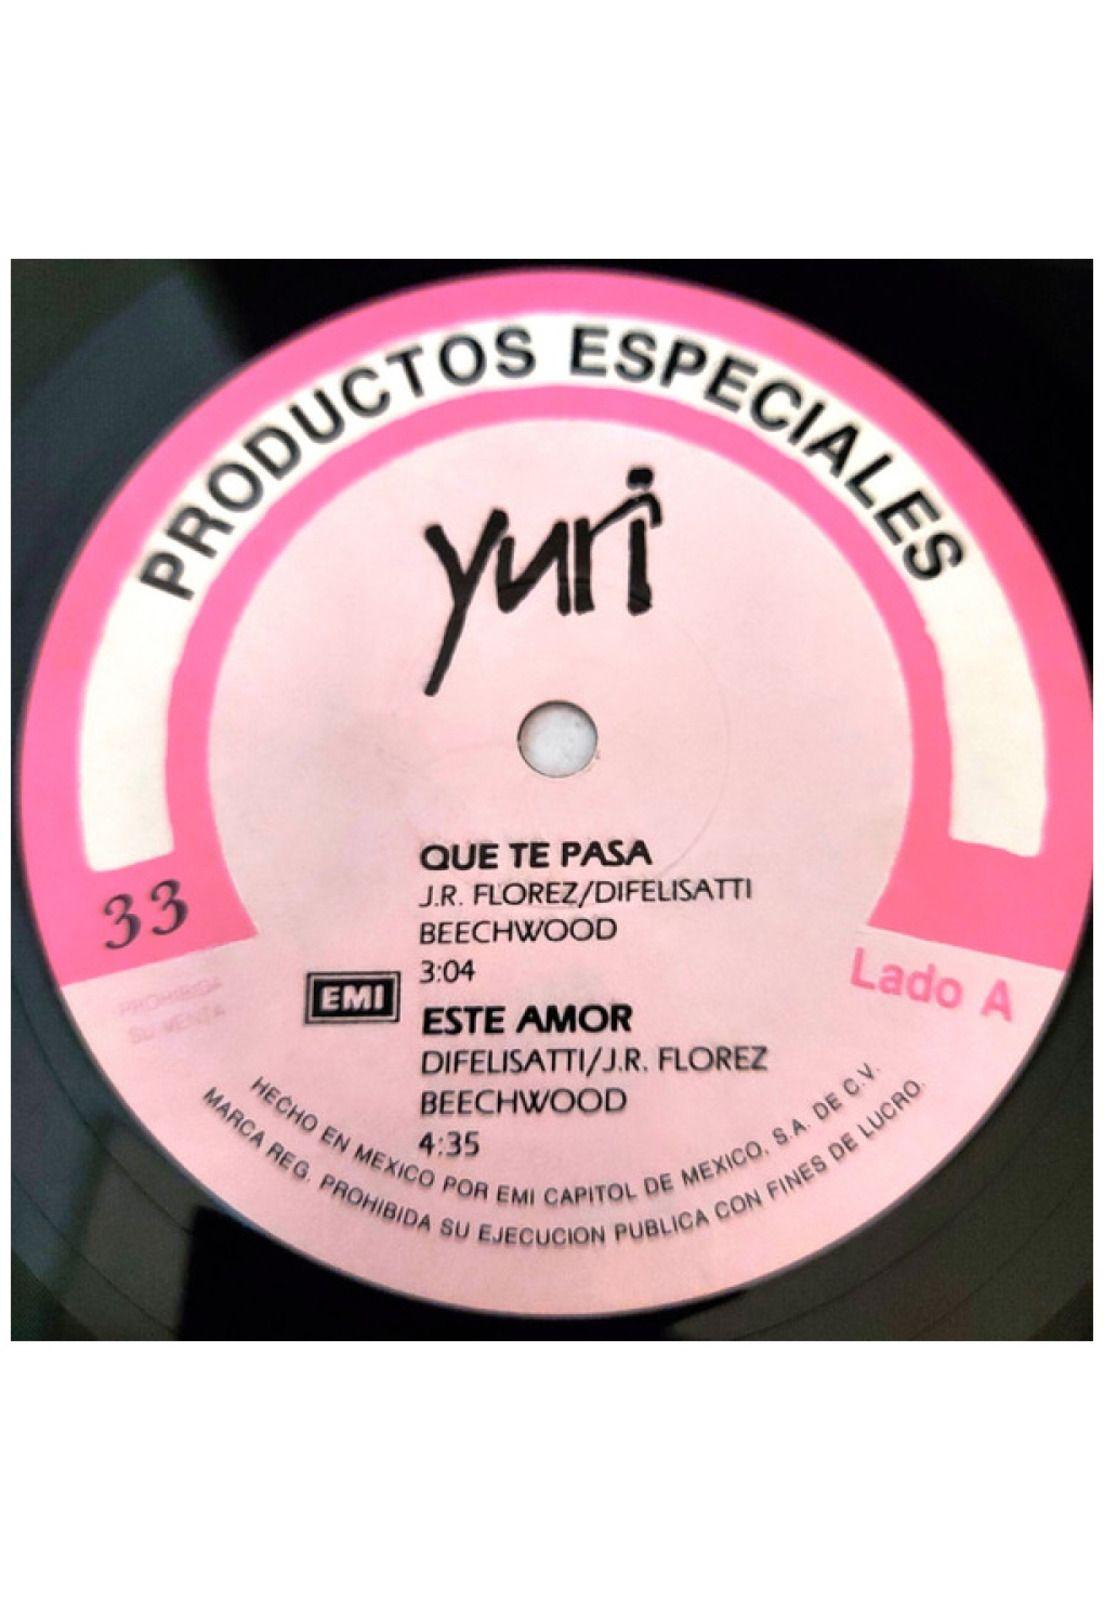 PRODUCTOS ESPECIALES
yuri
QUE TE PASA
J.R. FLOREZ/DIFELISATTI
BEECHWOOD
3:04
33
EMI
Lado A
PROHIBIDA
SU VENTA
ESTE AMOR
DIFELISATTI/J.R. FLOREZ
BEECHWOOD
4:35
HECHO EN MEXICO POR EMI CAPITOL DE MEXICO, S.A. DE C.V.
MARCA REG. PROHIBIDA SU EJECUCION PUBLICA CON FINES DE LUCRO.